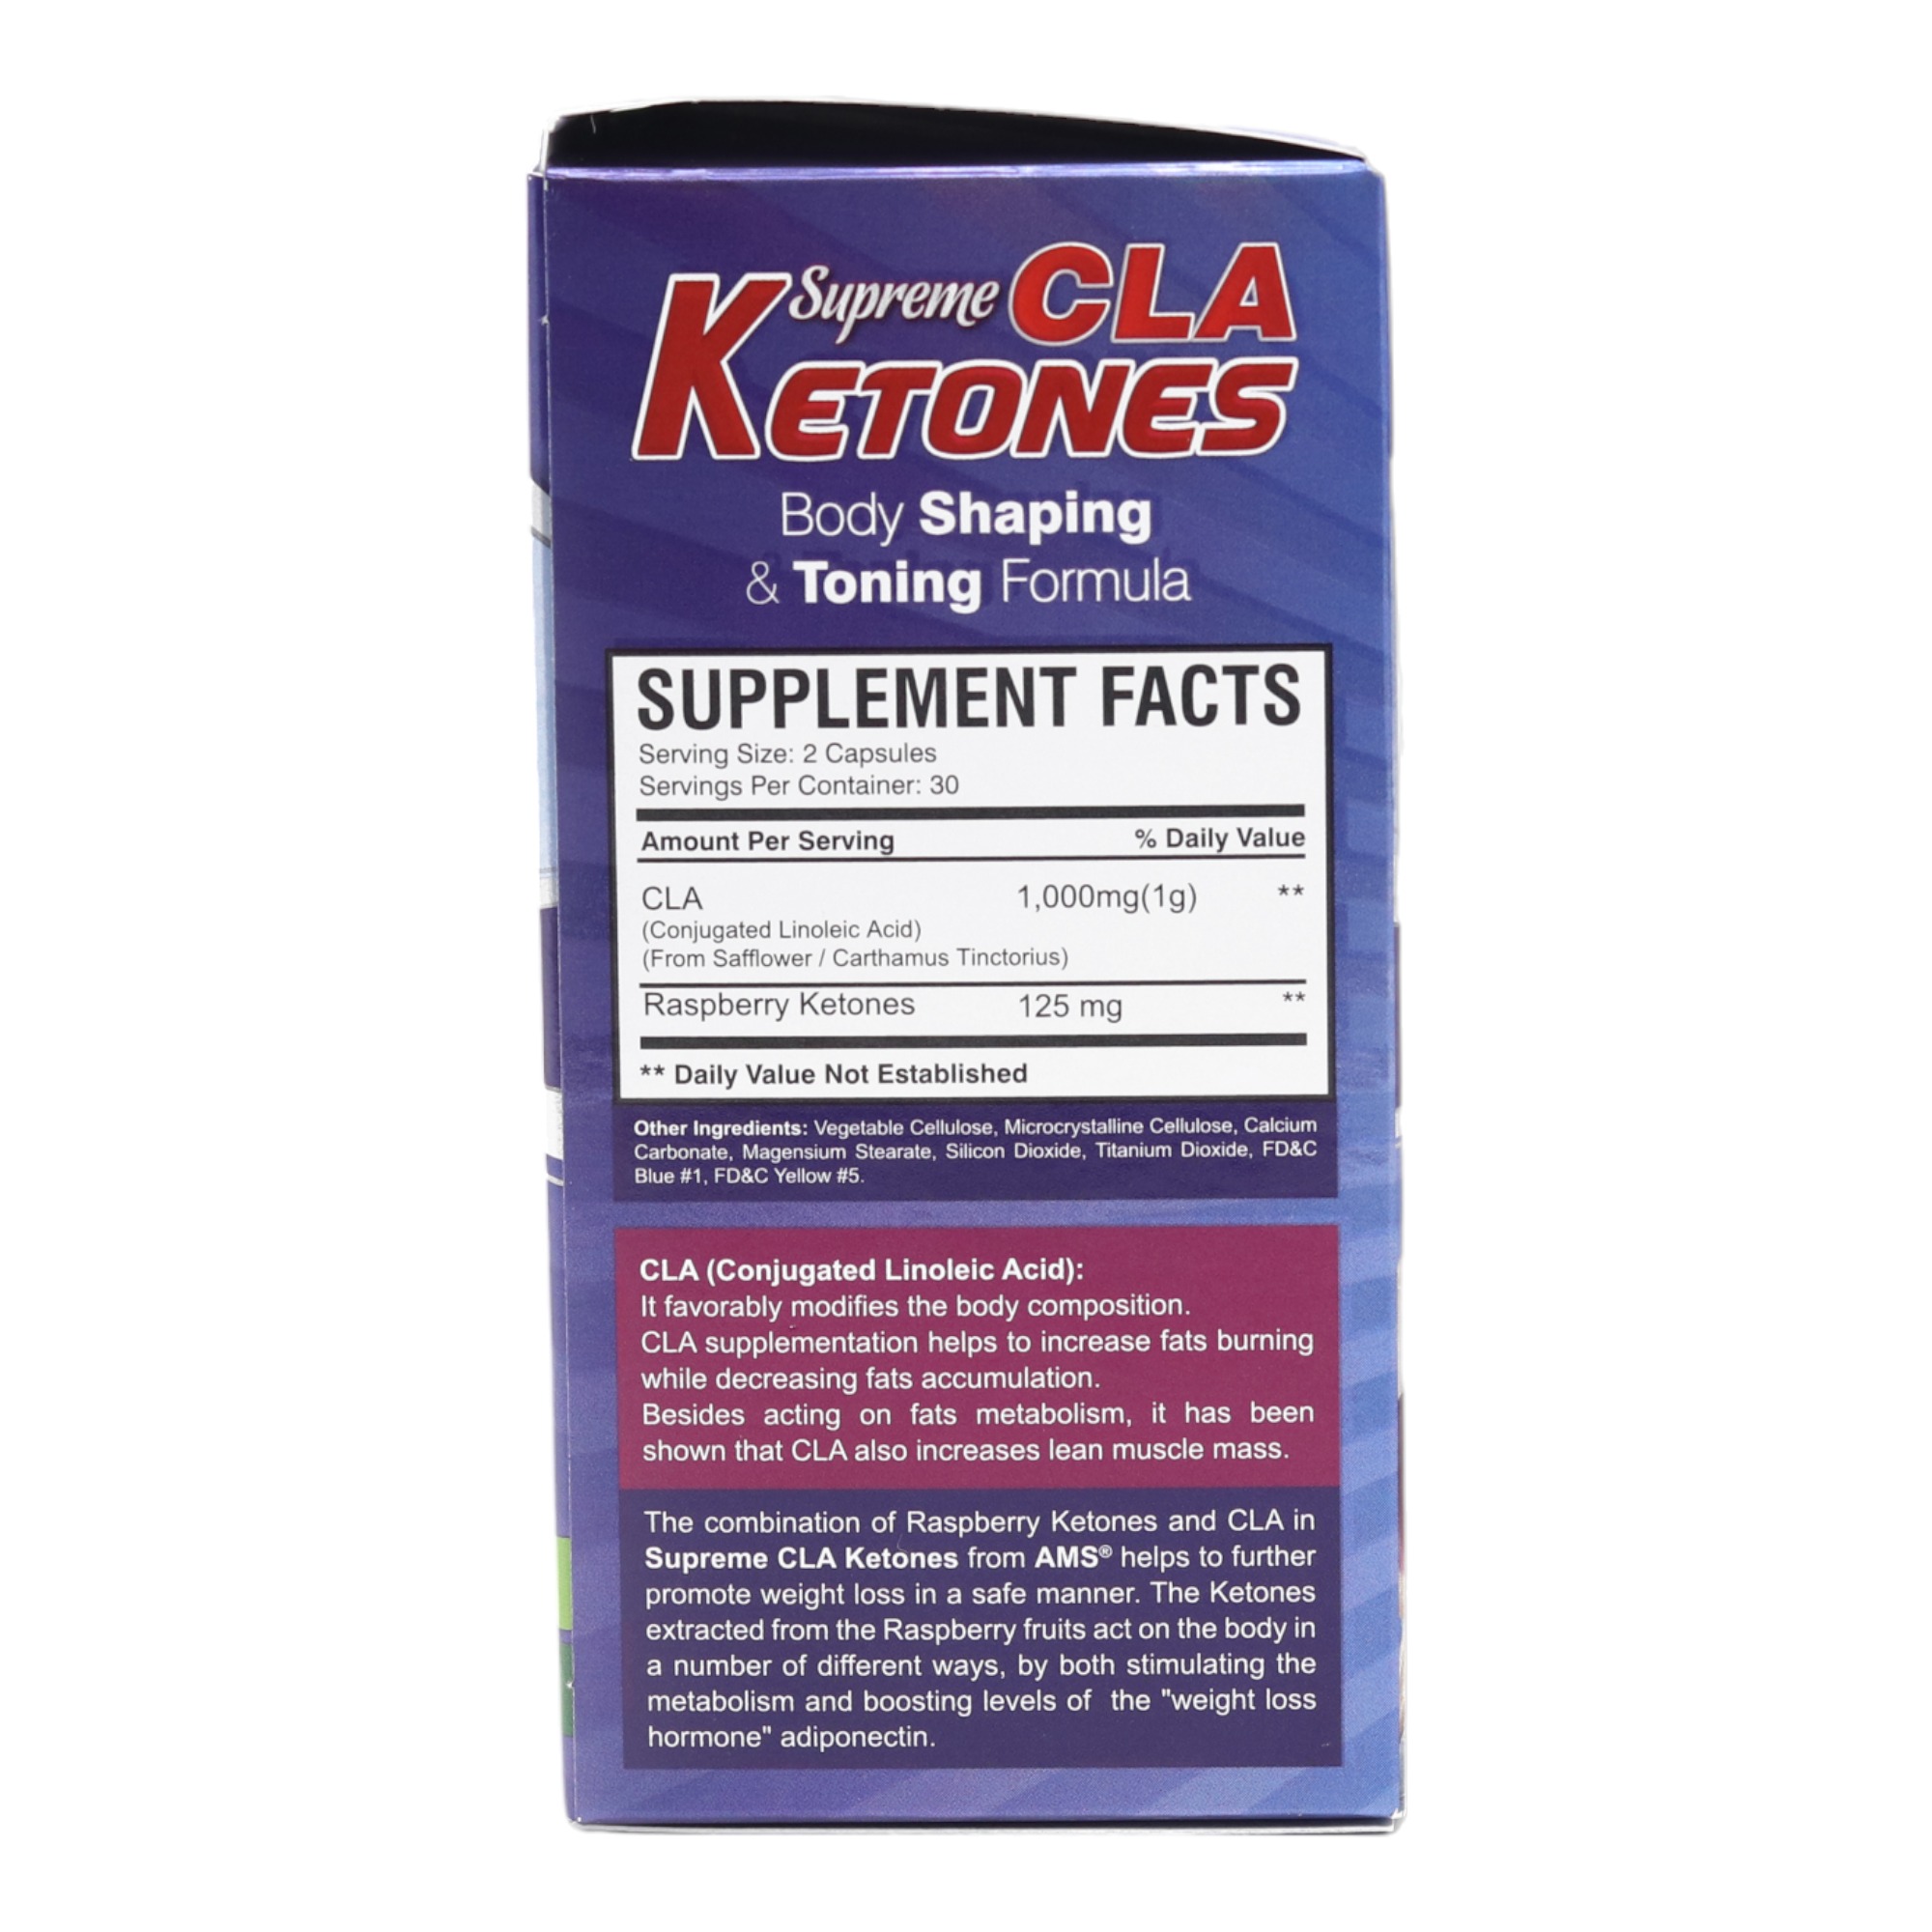 Supreme CLA
KETONES
Body Shaping
& Toning Formula
SUPPLEMENT FACTS
Serving Size: 2 Capsules
Servings Per Container: 30
Amount Per Serving % Daily Value
CLA 1,000mg(1g) **
(Conjugated Linoleic Acid)
(From Safflower / Carthamus Tinctorius)
Raspberry Ketones 125 mg **
** Daily Value Not Established
Other Ingredients: Vegetable Cellulose, Microcrystalline Cellulose, Calcium
Carbonate, Magensium Stearate, Silicon Dioxide, Titanium Dioxide, FD&C
Blue #1, FD&C Yellow #5.
CLA (Conjugated Linoleic Acid):
It favorably modifies the body composition.
CLA supplementation helps to increase fats burning
while decreasing fats accumulation.
Besides acting on fats metabolism, it has been
shown that CLA also increases lean muscle mass.
The combination of Raspberry Ketones and CLA in
Supreme CLA Ketones from AMS® helps to further
promote weight loss in a safe manner. The Ketones
extracted from the Raspberry fruits act on the body in
a number of different ways, by both stimulating the
metabolism and boosting levels of the "weight loss
hormone" adiponectin.